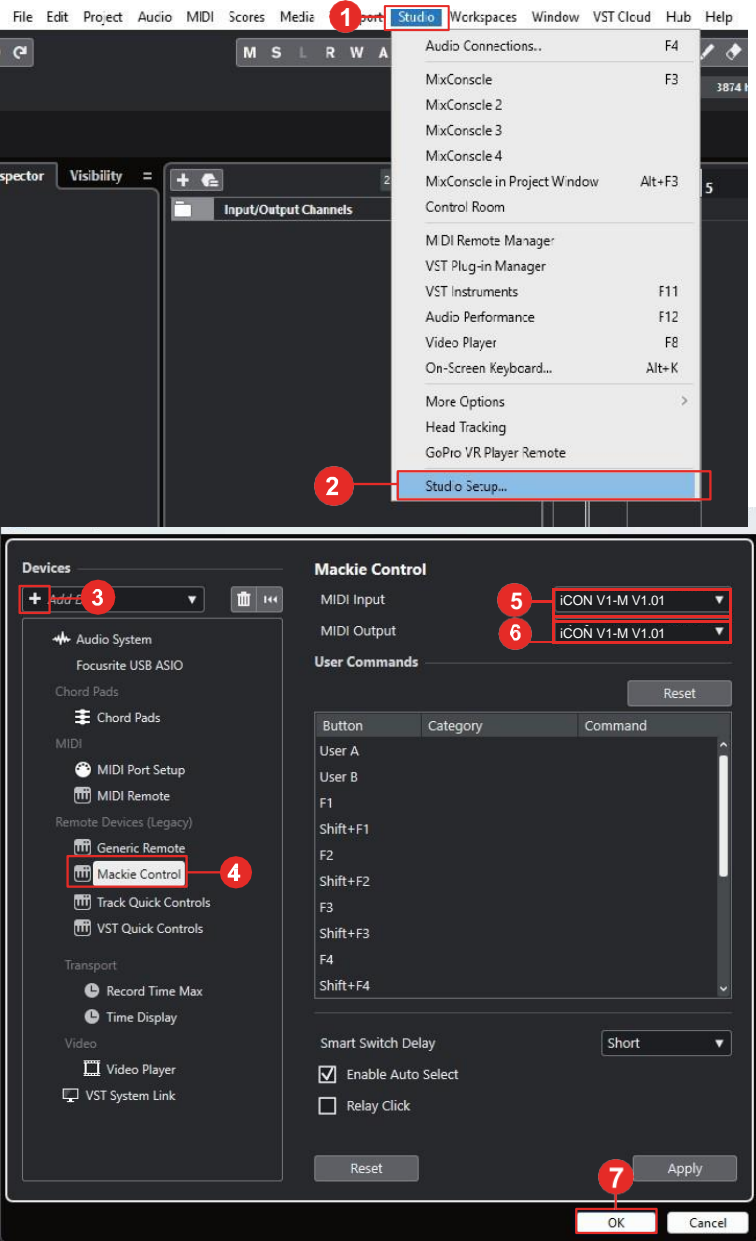 File Edit Project Audio MIDI Scores Media port Studio Workspaces Window VST Cloud Hub Help
1
M S L R W A
Audio Connections.. F4
MixConsole F3
3874
MixConsole 2
MixConsole 3
MixConsole 4
spector Visibility
MixConsole in Project Window Alt+F3
2
5
Input/Output Channels
Control Room
MIDI Remote Manager
VST Plug-in Manager
VST Instruments F11
Audio Performance F12
Video Player F8
On-Screen Keyboard... Alt+K
More Options
Head Tracking
GoPro VR Player Remote
2
Studio Setup...
Devices
3
Audio System
Focusrite USB ASIO
Chord Pads
Chord Pads
MIDI
MIDI Port Setup
MIDI Remote
Remote Devices (Legacy)
Generic Remote
Mackie Control
4
Track Quick Controls
VST Quick Controls
Transport
Record Time Max
Time Display
Video
Video Player
VST System Link
Mackie Control
MIDI Input 5 iCON V1-M V1.01
MIDI Output 6 iCON V1-M V1.01
User Commands
Reset
Button Category Command
User A
User B
F1
Shift+F1
F2
Shift+F2
F3
Shift+F3
F4
Shift+F4
Smart Switch Delay Short
Enable Auto Select
Relay Click
Reset Apply
7
OK Cancel